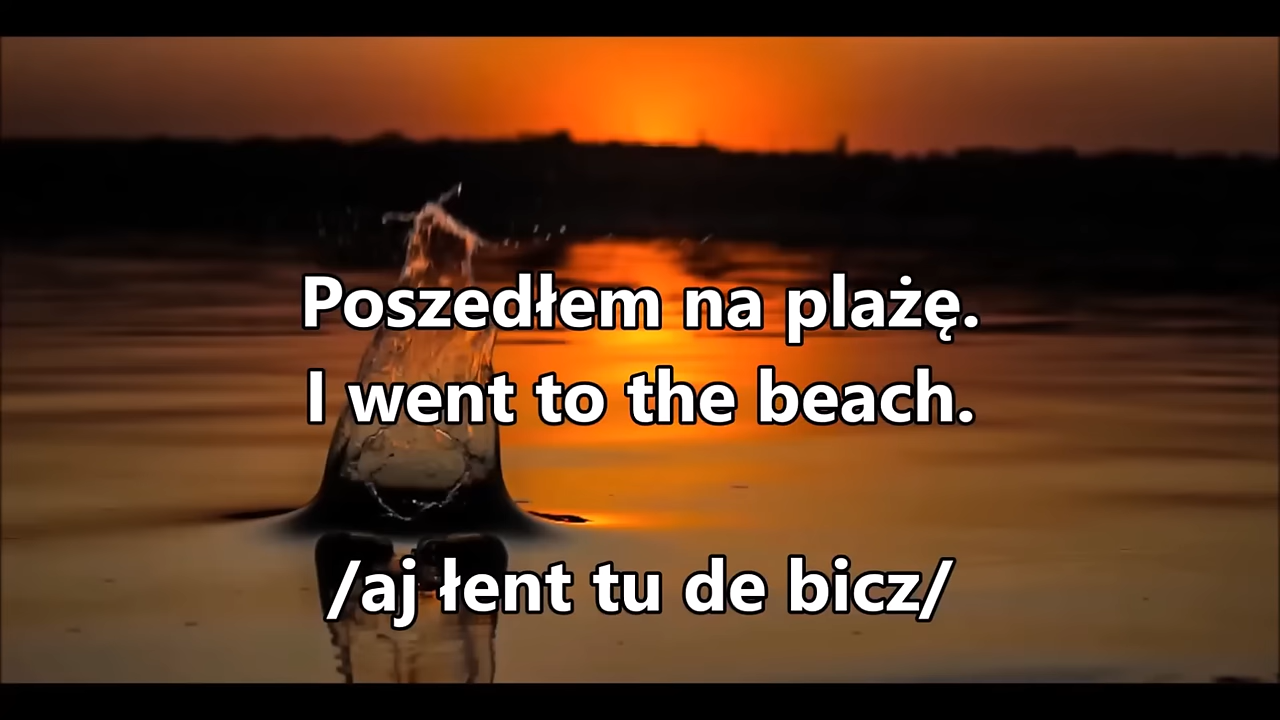 Poszedłem na plażę.
I went to the beach.
/aj łent tu de bicz/